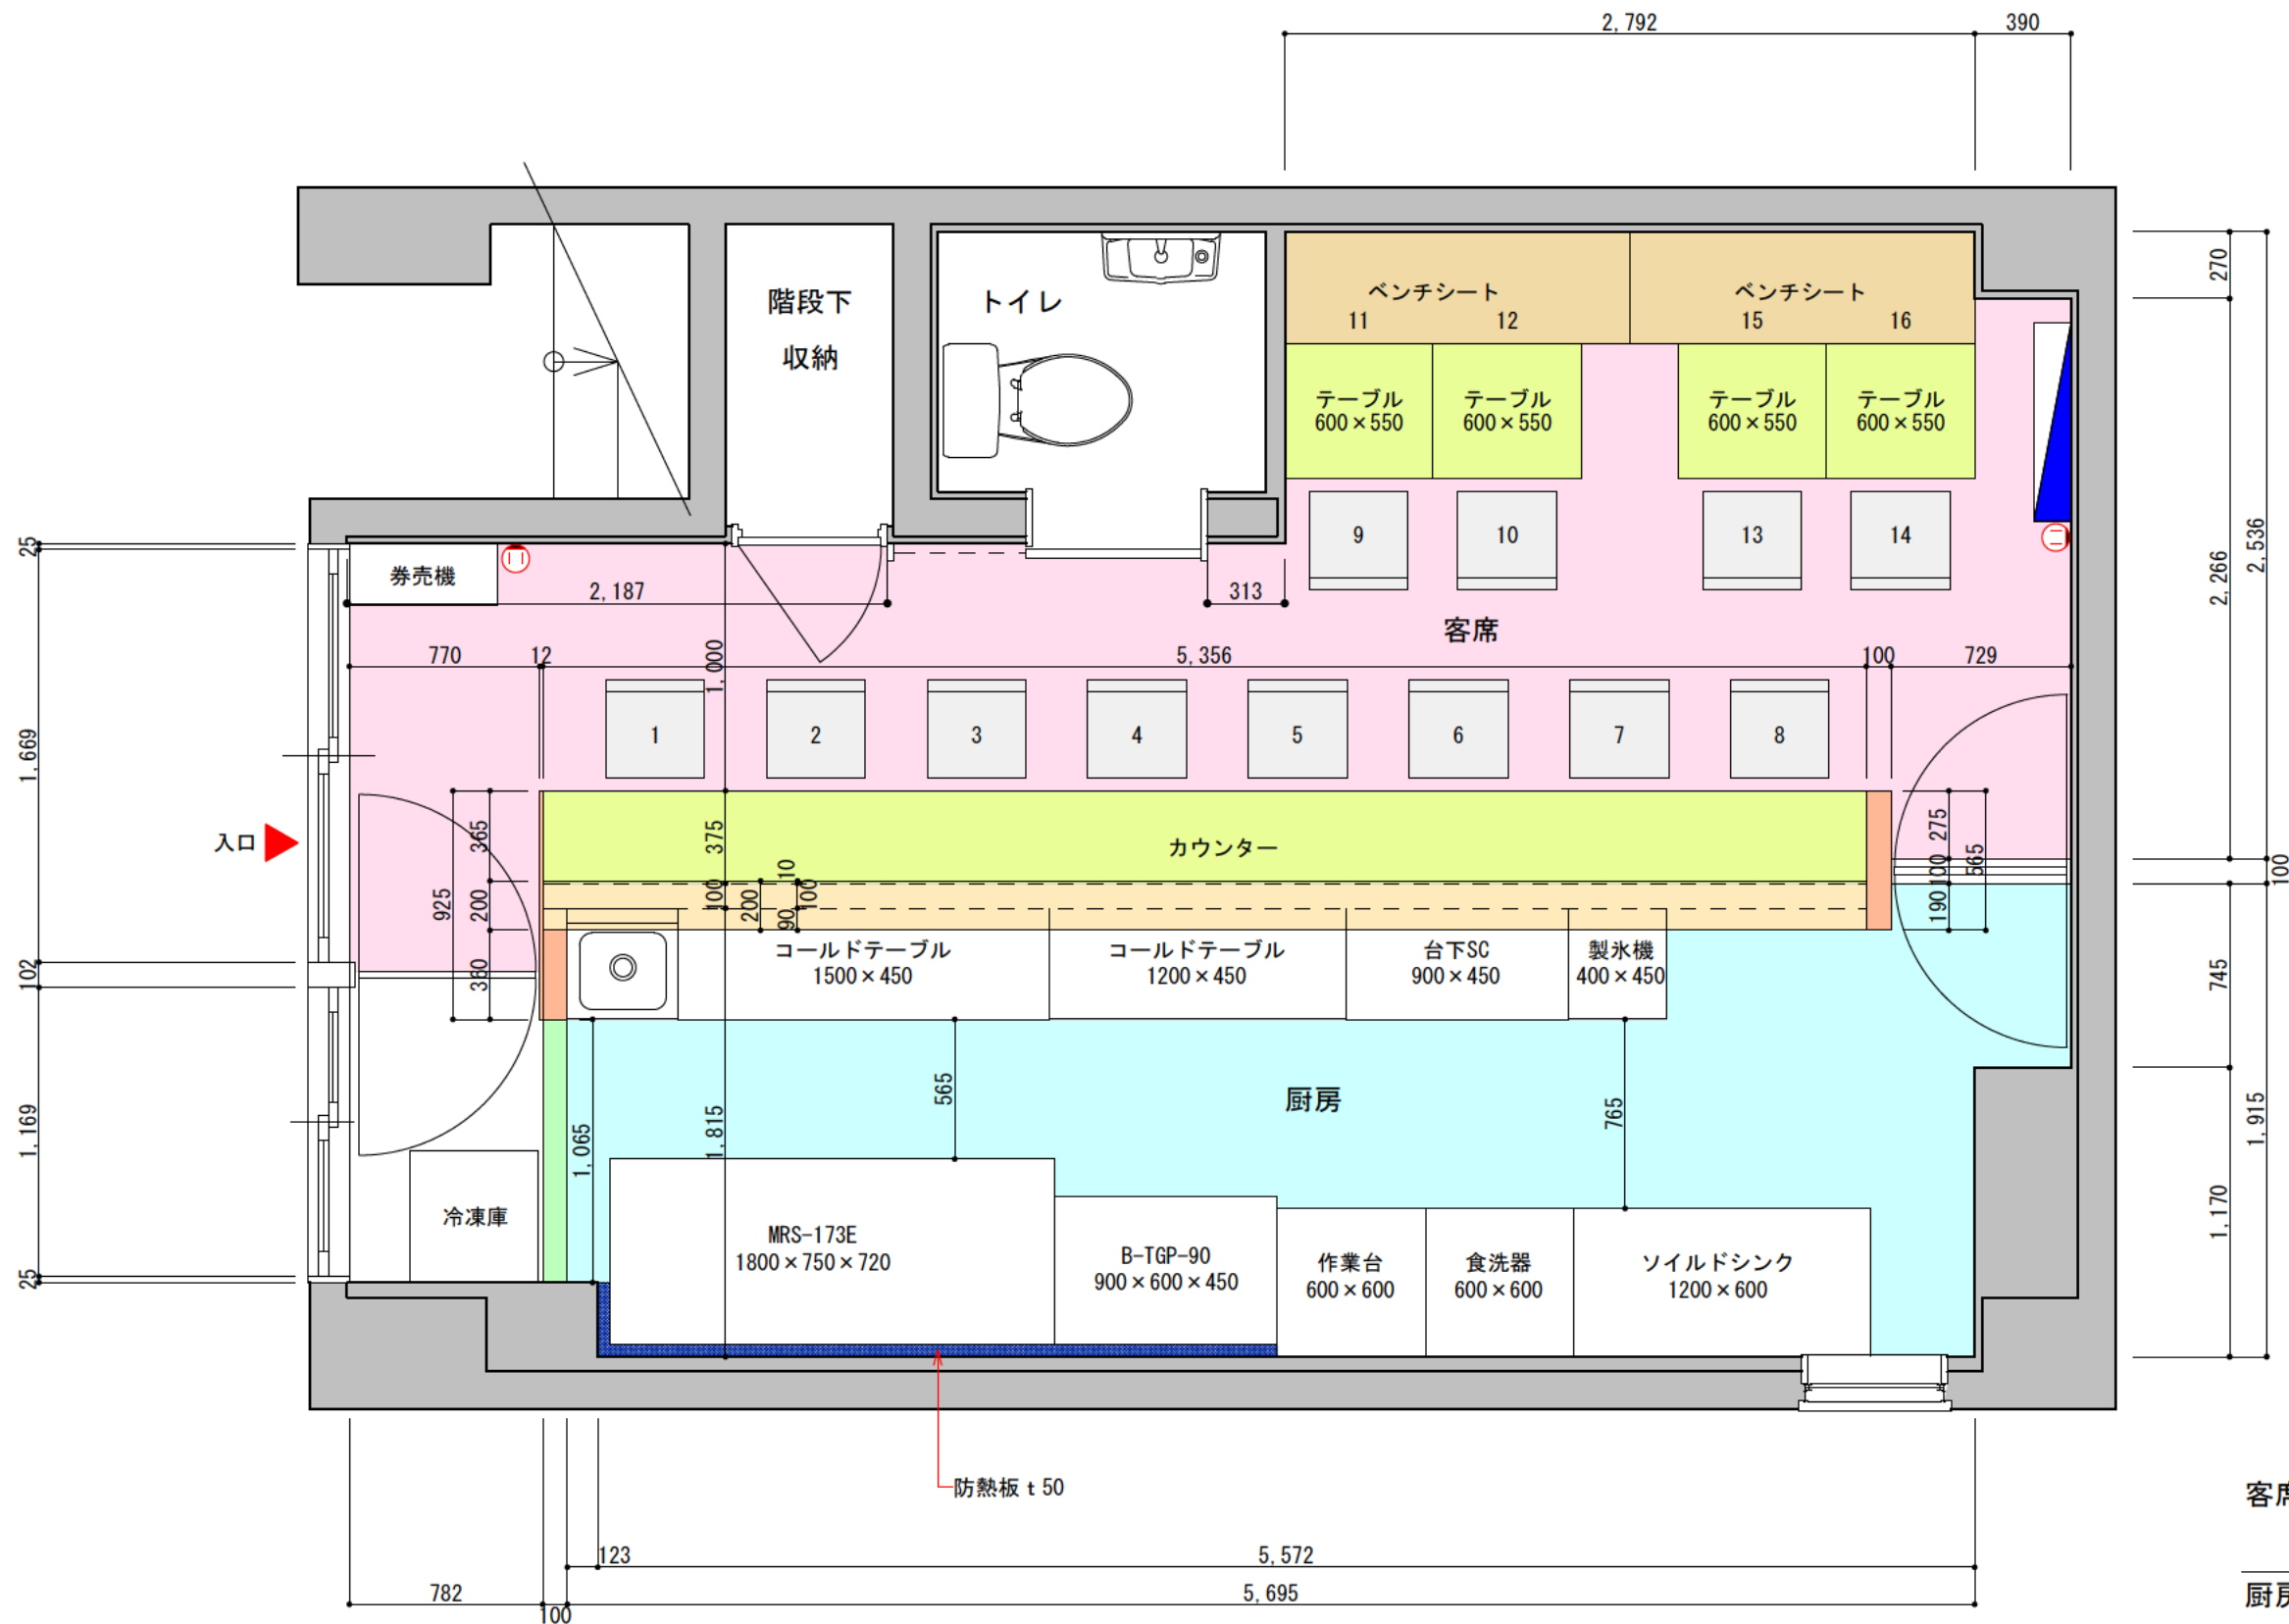 2,792
390
階段下
収納
トイレ
ベンチシート
11
12
ベンチシート
15
16
テーブル
600×550
テーブル
600×550
テーブル
600×550
テーブル
600×550
9
10
13
14
270
2,266
2,536
100
25
1,669
102
1,169
25
券売機
2,187
313
客席
770
12
1,000
5,356
100
729
1
2
3
4
5
6
7
8
入口
925
365
200
360
375
100
200
10
90
100
カウンター
275
100
190
565
745
1,915
1,170
コールドテーブル
1500×450
コールドテーブル
1200×450
台下SC
900×450
製氷機
400×450
565
厨房
765
1,065
1,815
冷凍庫
MRS-173E
1800×750×720
B-TGP-90
900×600×450
作業台
600×600
食洗器
600×600
ソイルドシンク
1200×600
防熱板 t 50
客席
123
5,572
782
100
5,695
厨房